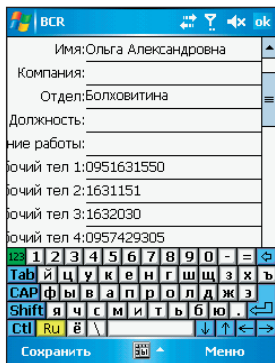 BCR ok
Имя:Ольга Александровна
Компания:
Отдел:Болховитина
Должность:
ние работы:
бочий тел 1:0951631550
бочий тел 2:1631151
бочий тел 3:1632030
бочий тел 4:0957429305
123 1 2 3 4 5 6 7 8 9 0 - =
Tab й ц у к е н г ш щ з х ъ
CAP ф ы в а п р о л д ж э
Shift я ч с м и т ь б ю .
Ctl Ru ё \
Сохранить Меню